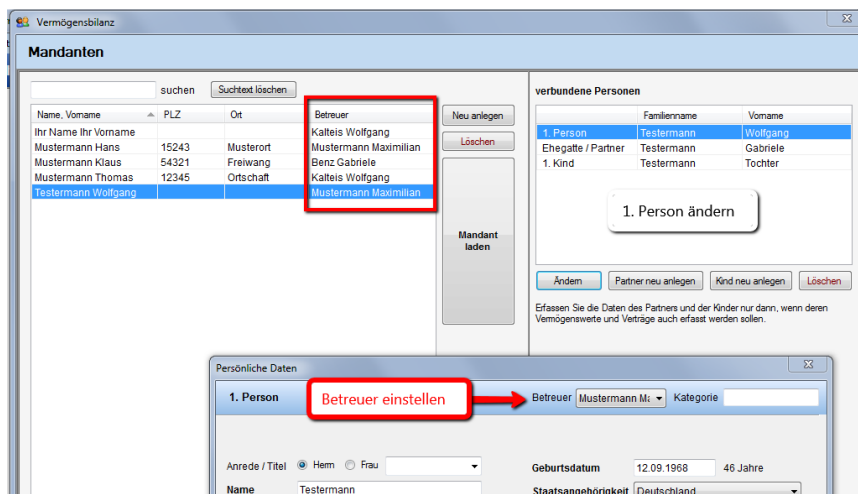 Vermögensbilanz
Mandanten
suchen Suchtext löschen
Name, Vorname PLZ Ort Betreuer
Ihr Name Ihr Vorname Kalteis Wolfgang
Mustermann Hans 15243 Musterort Mustermann Maximilian
Mustermann Klaus 54321 Freiwang Benz Gabriele
Mustermann Thomas 12345 Ortschaft Kalteis Wolfgang
Testermann Wolfgang Mustermann Maximilian
Neu anlegen
Löschen
Mandant
laden
verbundene Personen
Familienname Vorname
1. Person Testermann Wolfgang
Ehegatte / Partner Testermann Gabriele
1. Kind Testermann Tochter
1. Person ändern
Ändern Partner neu anlegen Kind neu anlegen Löschen
Erfassen Sie die Daten des Partners und der Kinder nur dann, wenn deren
Vermögenswerte und Verträge auch erfasst werden sollen.
Persönliche Daten
1. Person Betreuer einstellen Betreuer Mustermann Ma Kategorie
Anrede / Titel Herrn Frau Geburtsdatum 12.09.1968 46 Jahre
Name Testermann Staatsangehörigkeit Deutschland